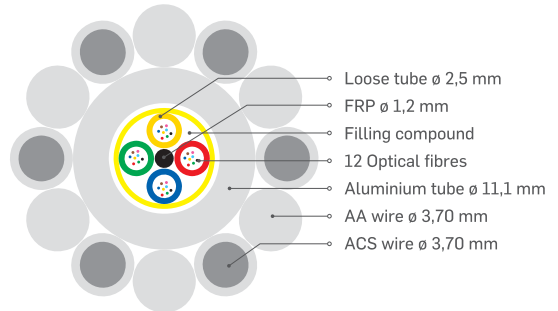 Loose tube ø 2,5 mm
FRP ø 1,2 mm
Filling compound
12 Optical fibres
Aluminium tube ø 11,1 mm
AA wire ø 3,70 mm
ACS wire ø 3,70 mm